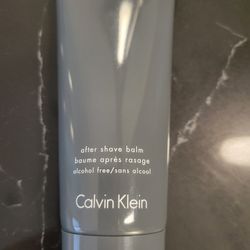 after shave balm
baume après rasage
alcohol free/sans alcool
Calvin Klein